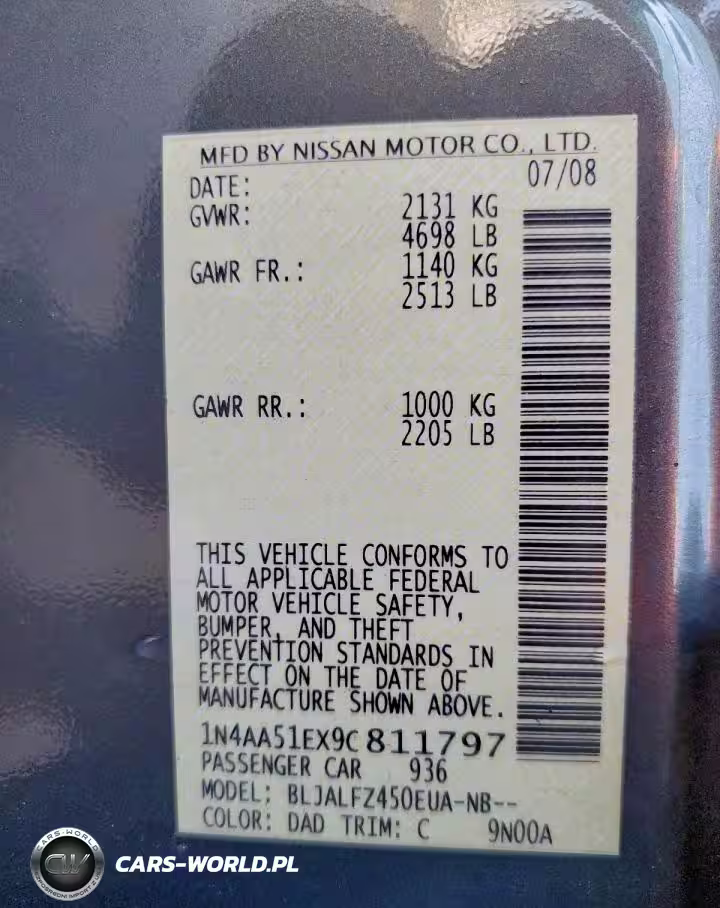 MFD BY NISSAN MOTOR CO., LTD.
DATE: 07/08
GVWR: 2131 KG
4698 LB
GAWR FR.: 1140 KG
2513 LB
GAWR RR.: 1000 KG
2205 LB
THIS VEHICLE CONFORMS TO
ALL APPLICABLE FEDERAL
MOTOR VEHICLE SAFETY,
BUMPER, AND THEFT
PREVENTION STANDARDS IN
EFFECT ON THE DATE OF
MANUFACTURE SHOWN ABOVE.
1N4AA51EX9C811797
PASSENGER CAR 936
MODEL: BLJALFZ450EUA-NB--
COLOR: DAD TRIM: C 9N00A
CARS-WORLD
CW
CARS-WORLD.PL